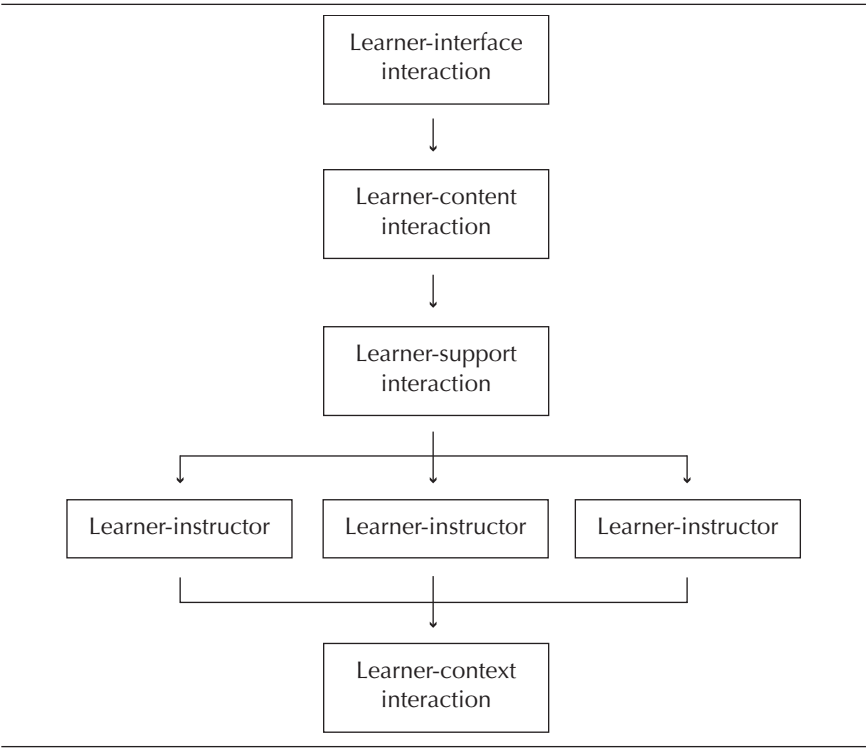 Learner-interface
interaction
Learner-content
interaction
Learner-support
interaction
Learner-instructor
Learner-instructor
Learner-instructor
Learner-context
interaction